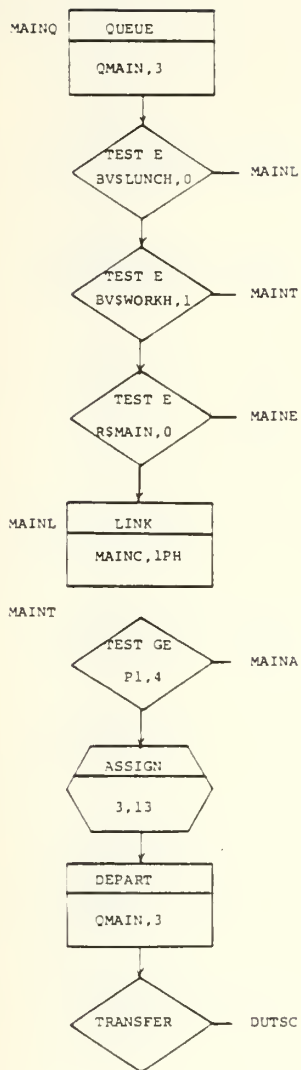 MAINQ QUEUE
QMAIN,3
TEST E
BV$LUNCH,0 MAINL
TEST E
BV$WORKH,1 MAINT
TEST E
R$MAIN,0 MAINE
MAINL LINK
MAINC,1PH
MAINT
TEST GE
P1,4 MAINA
ASSIGN
3,13
DEPART
QMAIN,3
TRANSFER DUTSC